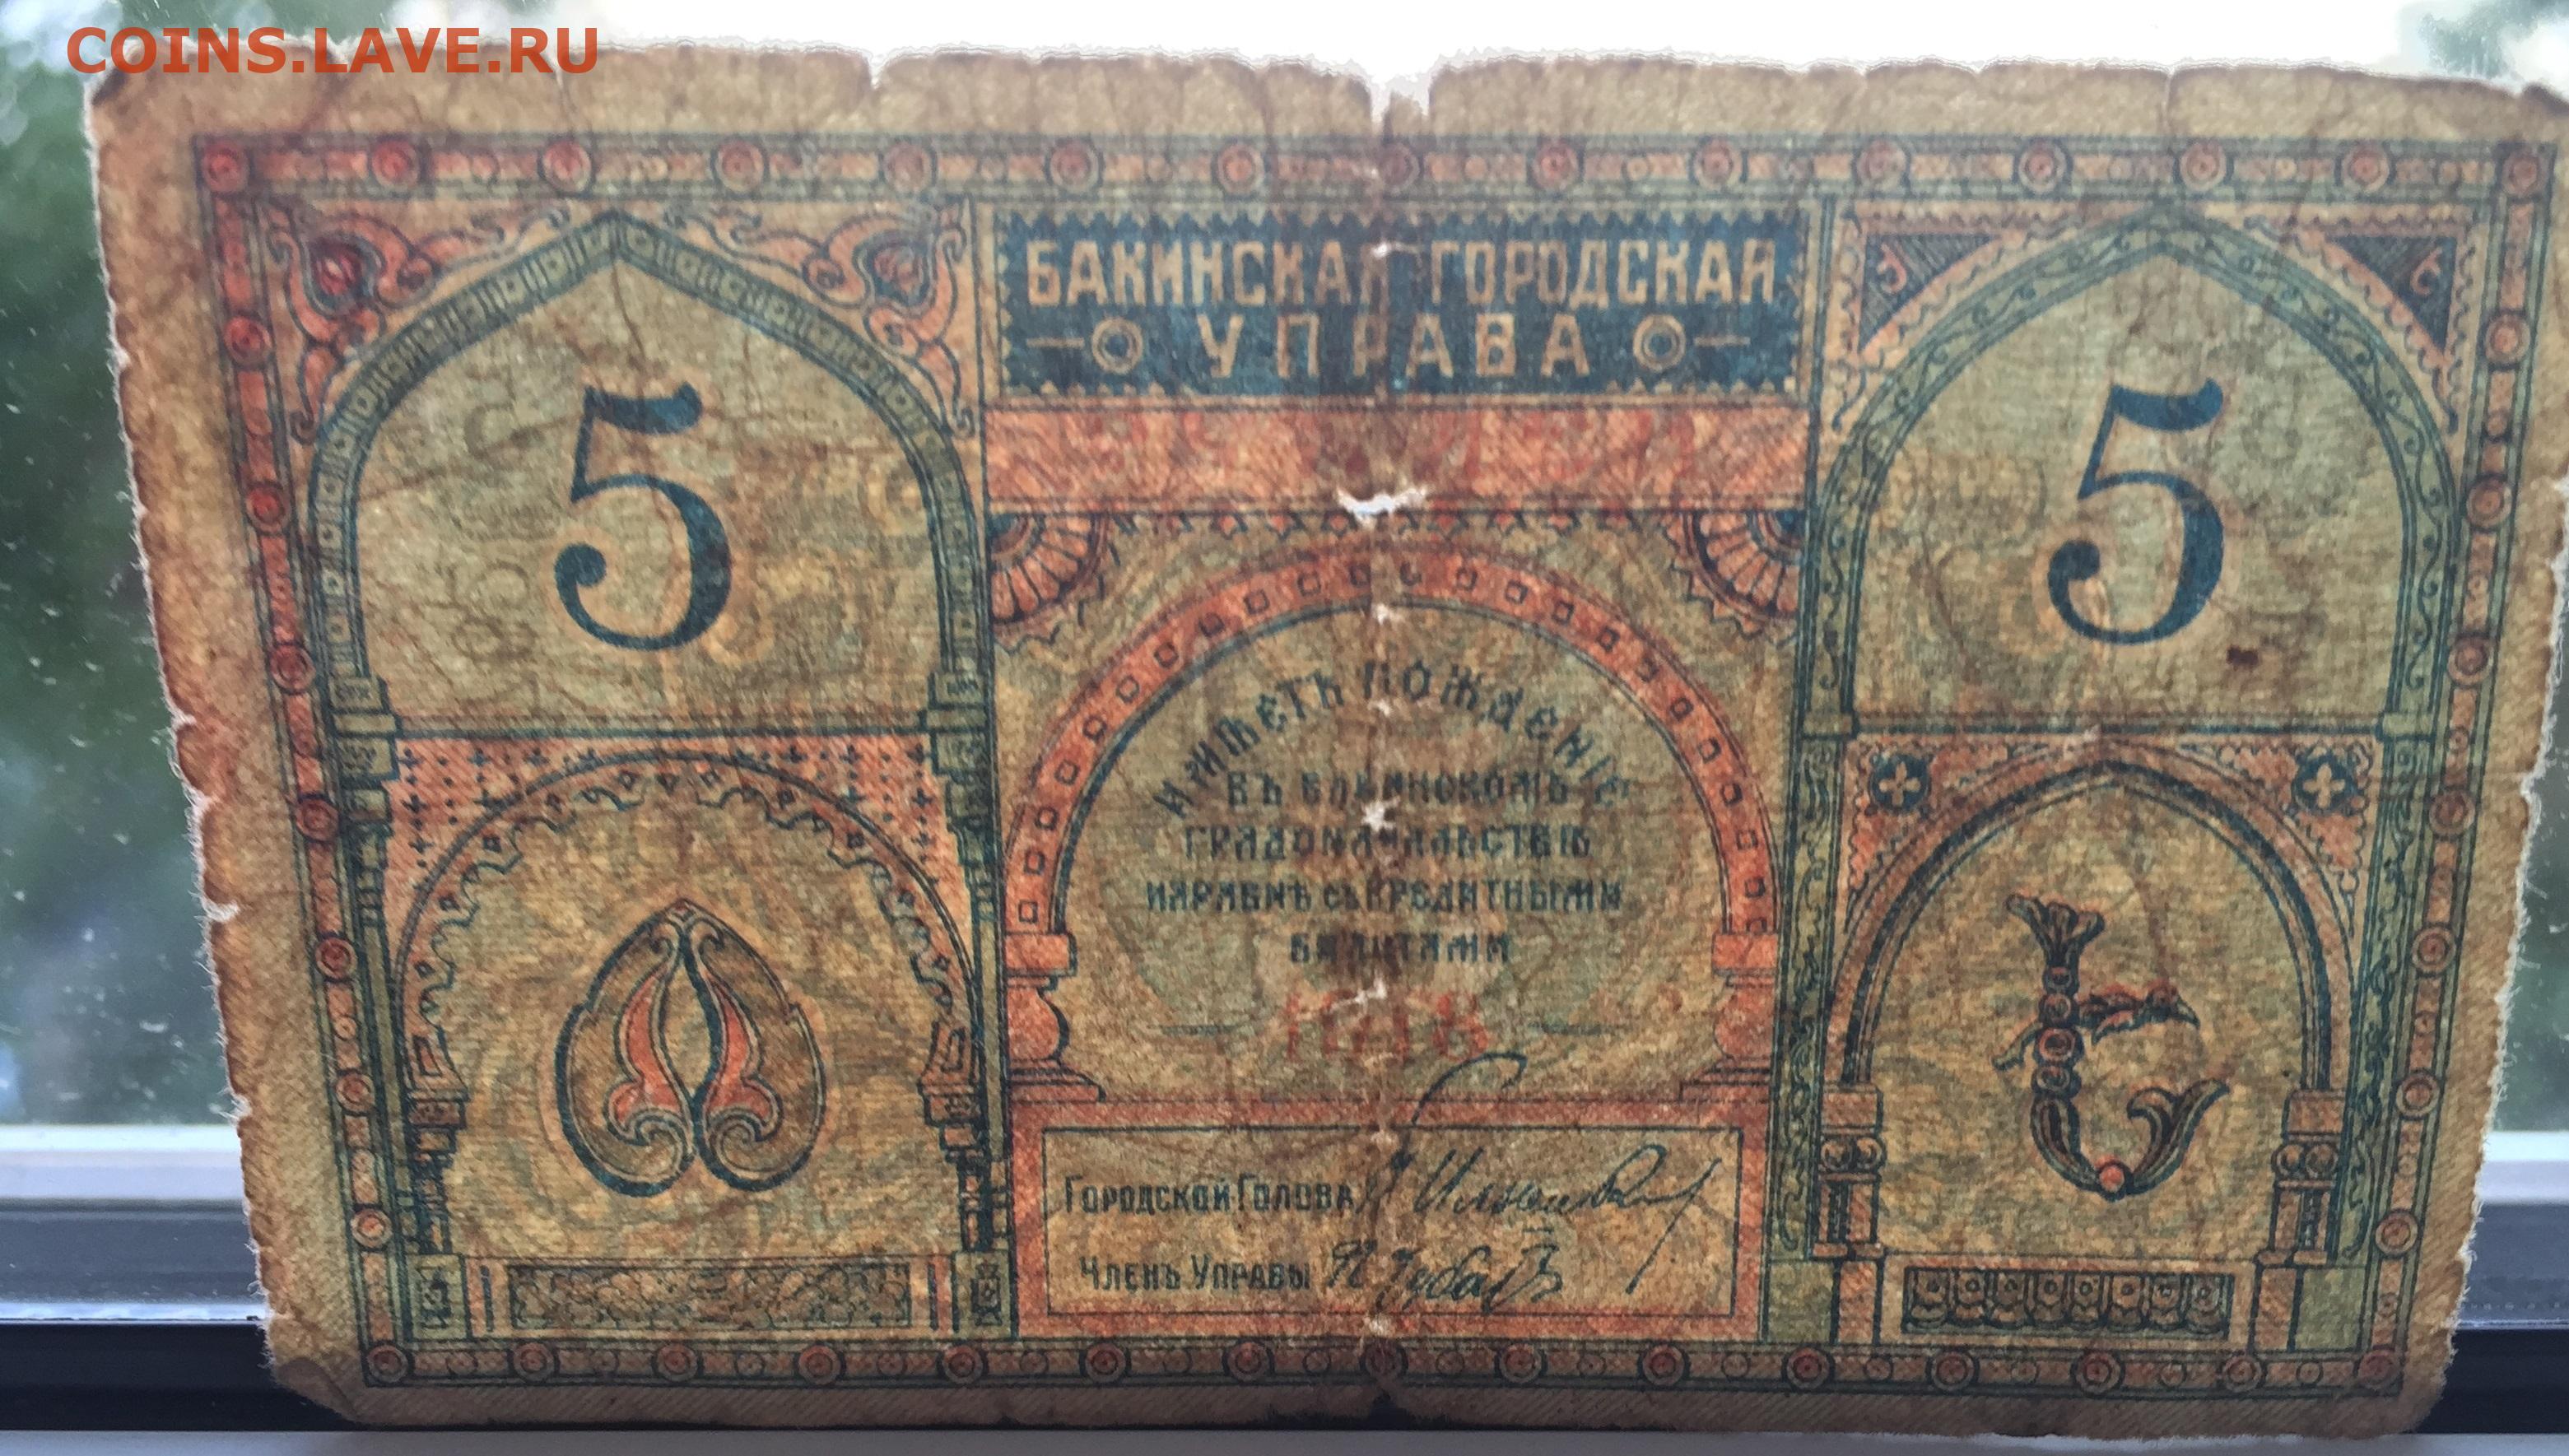 COINS.LAVE.RU
БАКИНСКАЯ ГОРОДСКАЯ
УПРАВА
5
5
ИМѢЕТЪ ХОЖДЕНІЕ
ВЪ БАКИНСКОМЪ
ГРАДОНАЧАЛЬСТВѢ
НАРАВНѢ СЪ КРЕДИТНЫМИ
БИЛЕТАМИ
1918
ГОРОДСКОЙ ГОЛОВА
ЧЛЕНЪ УПРАВЫ